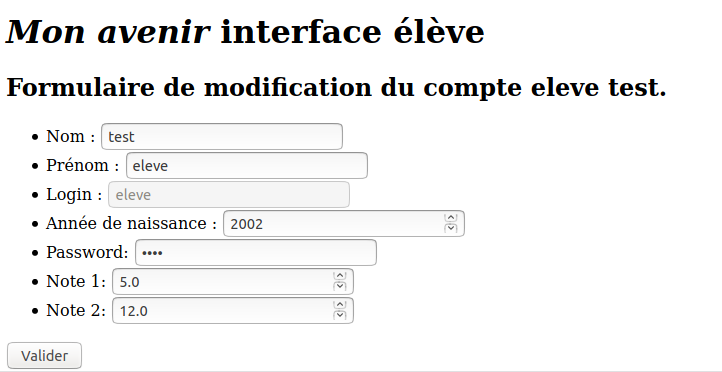 Mon avenir interface élève
Formulaire de modification du compte eleve test.
• Nom : test
• Prénom : eleve
• Login : eleve
• Année de naissance : 2002
• Password: ••••
• Note 1: 5.0
• Note 2: 12.0
Valider